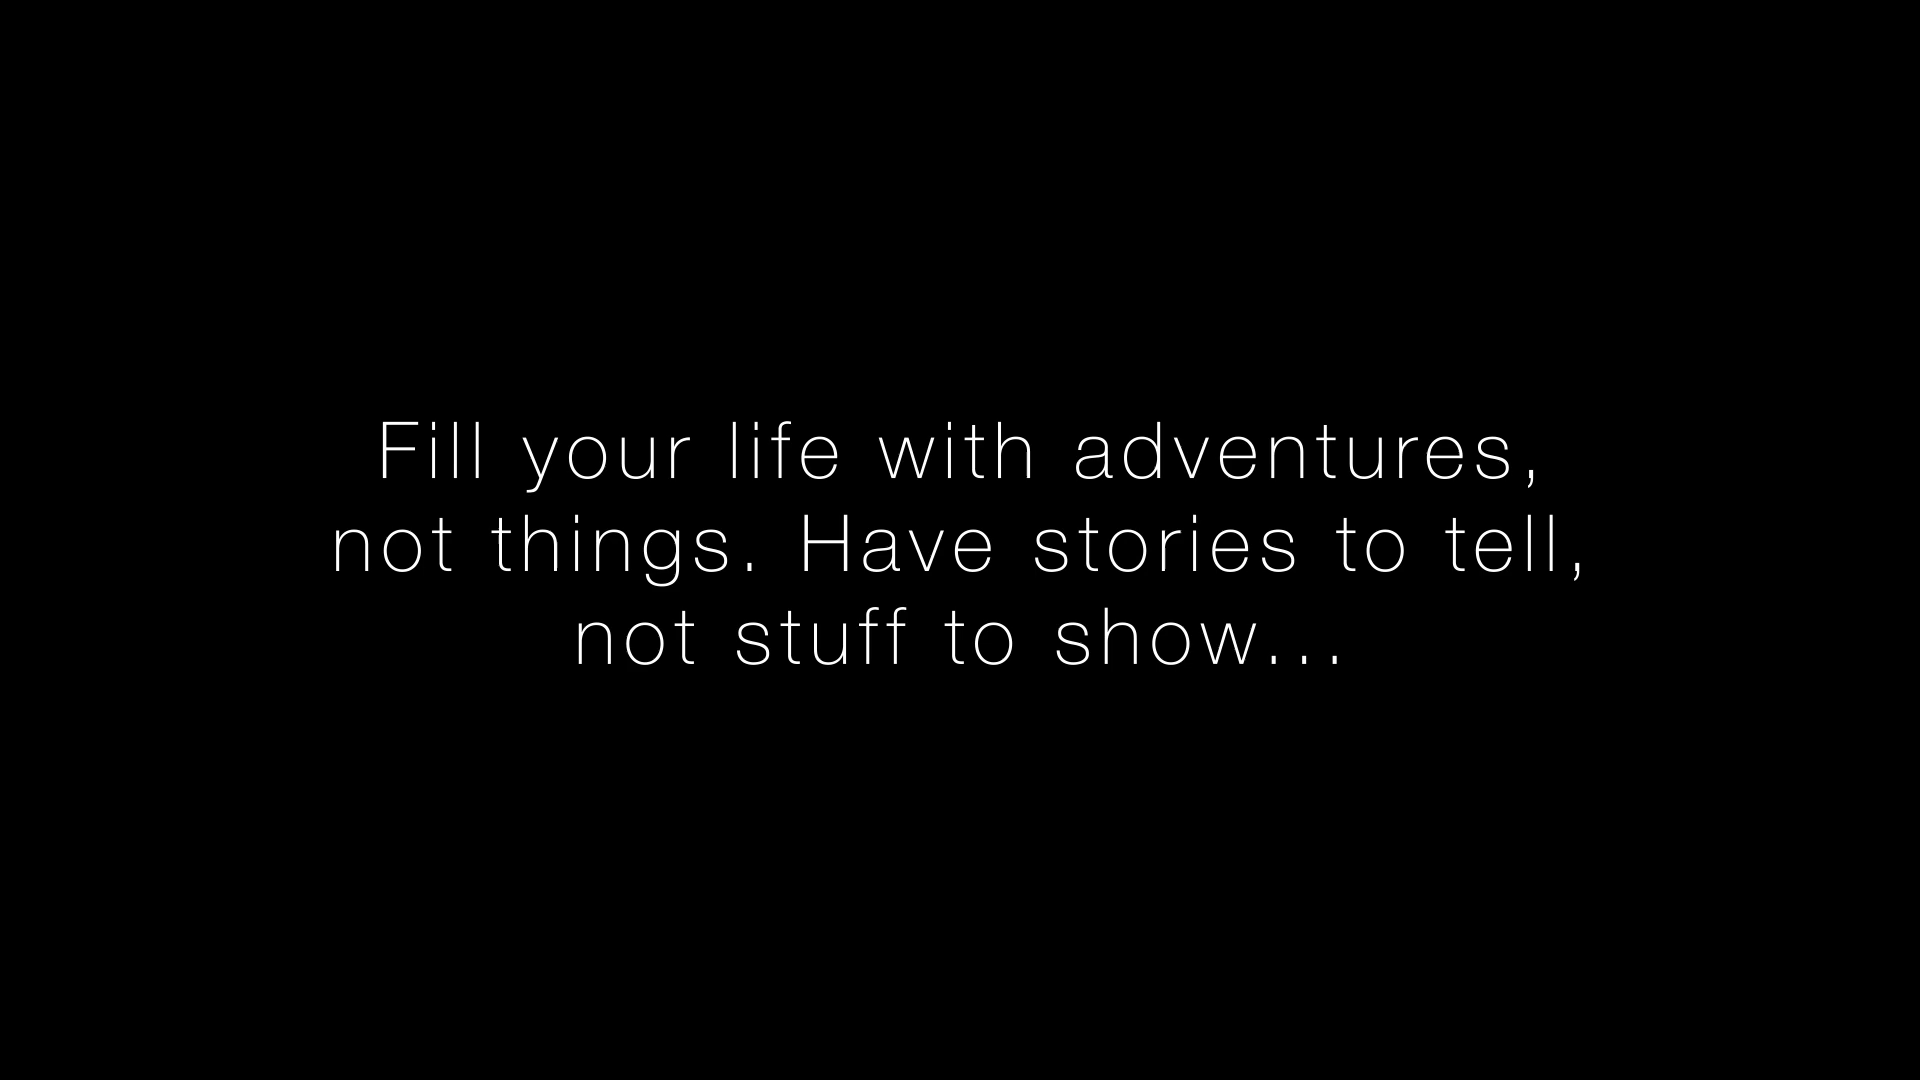 Fill your life with adventures,
not things. Have stories to tell,
not stuff to show...